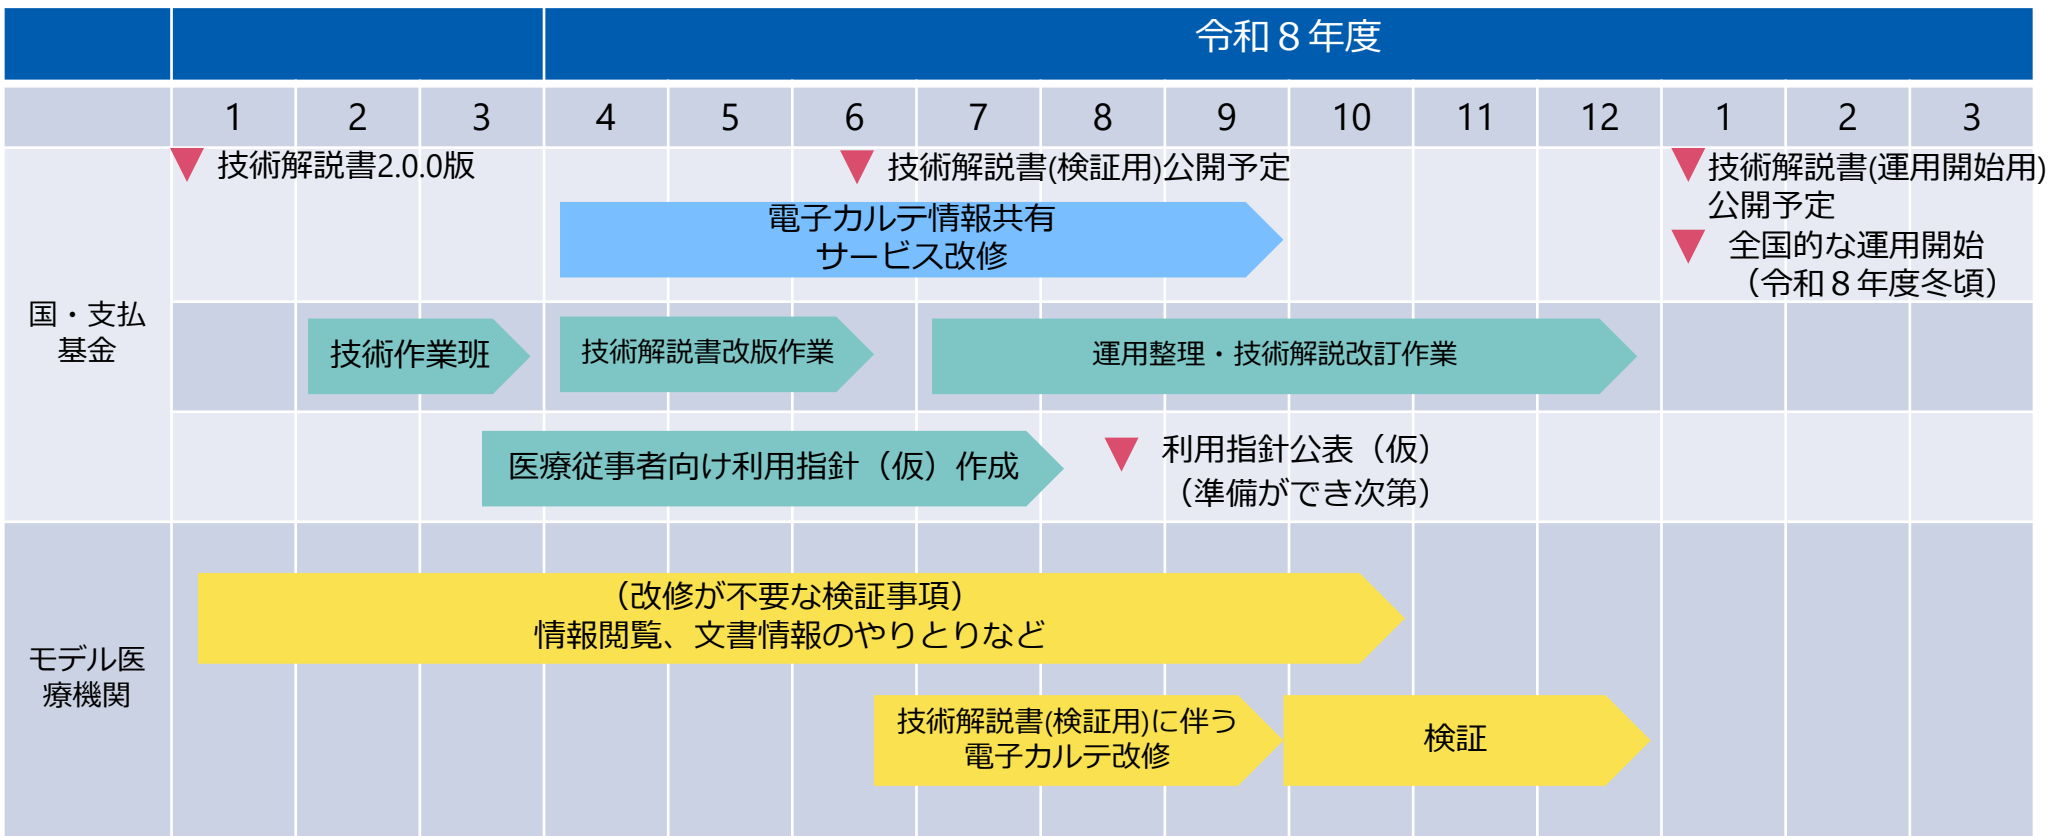 令和８年度
1 2 3 4 5 6 7 8 9 10 11 12 1 2 3
国・支払
基金
技術解説書2.0.0版
技術解説書(検証用)公開予定
技術解説書(運用開始用)
公開予定
電子カルテ情報共有
サービス改修
全国的な運用開始
（令和８年度冬頃）
技術作業班
技術解説書改版作業
運用整理・技術解説改訂作業
医療従事者向け利用指針（仮）作成
利用指針公表（仮）
（準備ができ次第）
モデル医
療機関
（改修が不要な検証事項）
情報閲覧、文書情報のやりとりなど
技術解説書(検証用)に伴う
電子カルテ改修
検証